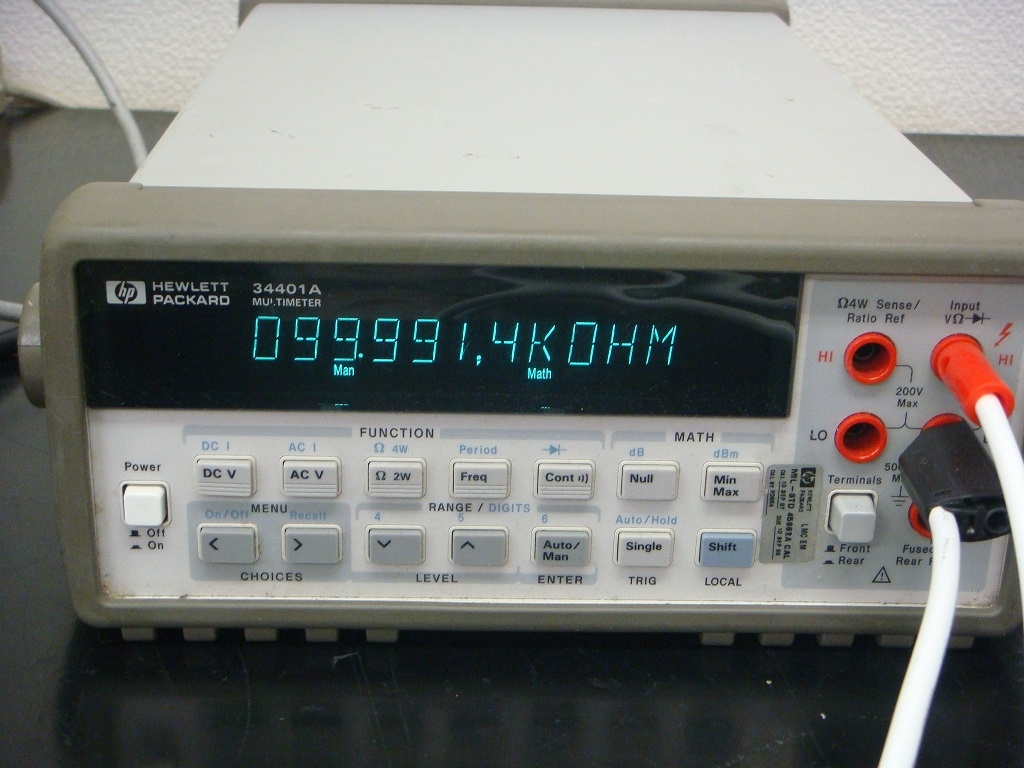 hp HEWLETT PACKARD 34401A MULTIMETER
099.991,4KOHM
Man Math
Ω4W Sense/ Ratio Ref
Input VΩ
HI HI
200V Max
LO
FUNCTION
MATH
DC I AC I Ω 4W Period dB dBm
DC V AC V Ω 2W Freq Cont Null Min Max
Power
Off
On
MENU
RANGE / DIGITS
On/Off Recall 4 5 6 Auto/Hold
< > Auto/ Man Single Shift
CHOICES LEVEL ENTER TRIG LOCAL
Terminals
Front
Rear